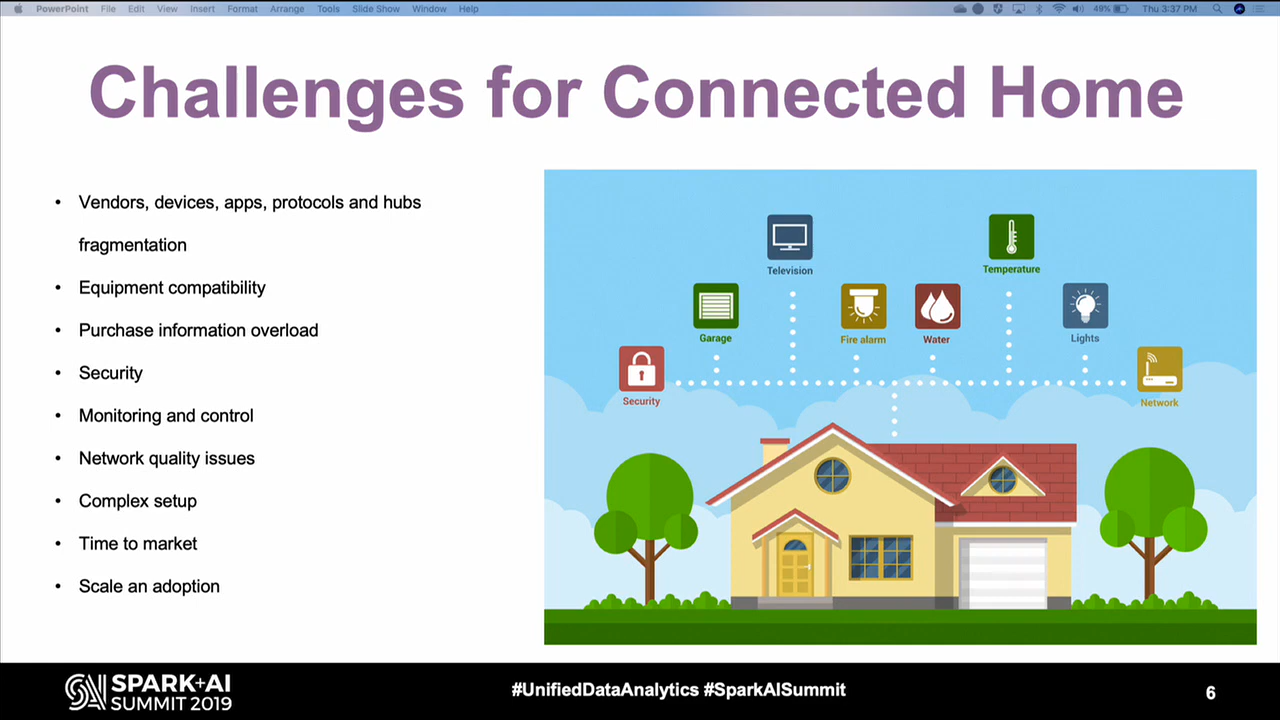 PowerPoint File Edit View Insert Format Arrange Tools Slide Show Window Help 49% Thu 3:37 PM
Challenges for Connected Home
• Vendors, devices, apps, protocols and hubs
fragmentation
• Equipment compatibility
• Purchase information overload
• Security
• Monitoring and control
• Network quality issues
• Complex setup
• Time to market
• Scale an adoption
Television
Temperature
Garage
Fire alarm
Water
Lights
Security
Network
SPARK+AI
SUMMIT 2019
#UnifiedDataAnalytics #SparkAISummit
6